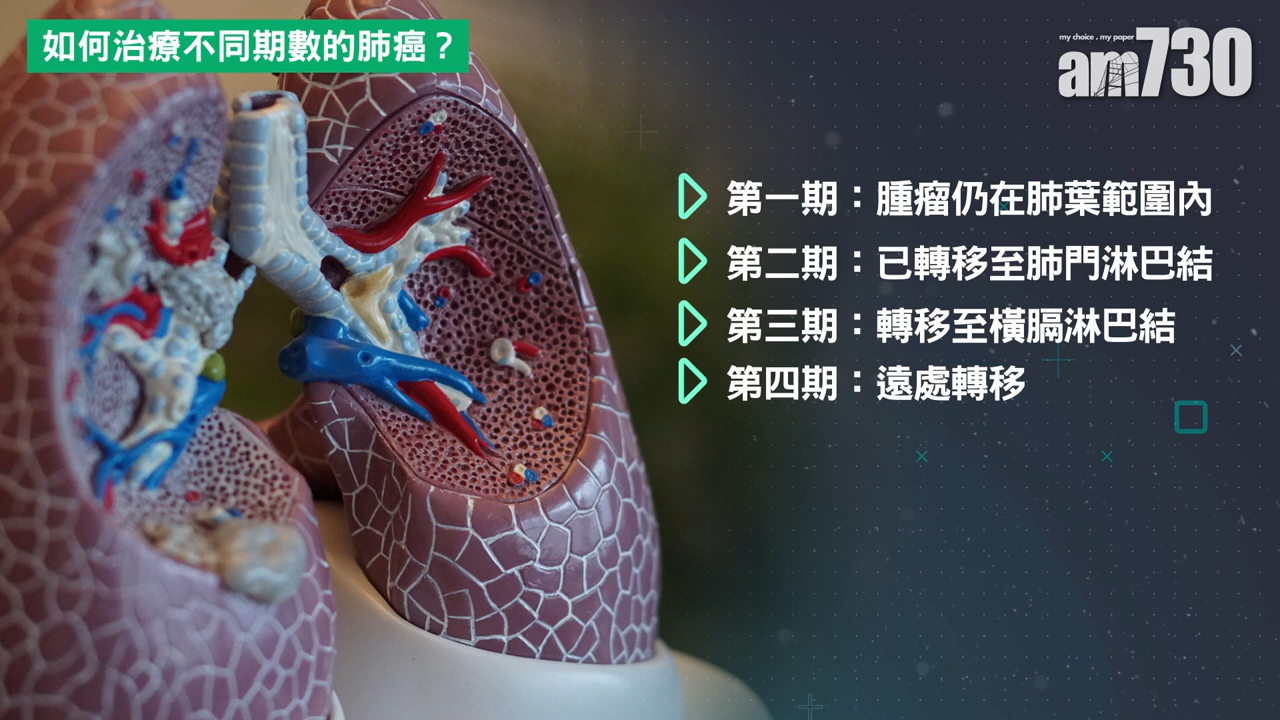 如何治療不同期數的肺癌？
my choice . my paper
am730
第一期：腫瘤仍在肺葉範圍內
第二期：已轉移至肺門淋巴結
第三期：轉移至橫膈淋巴結
第四期：遠處轉移